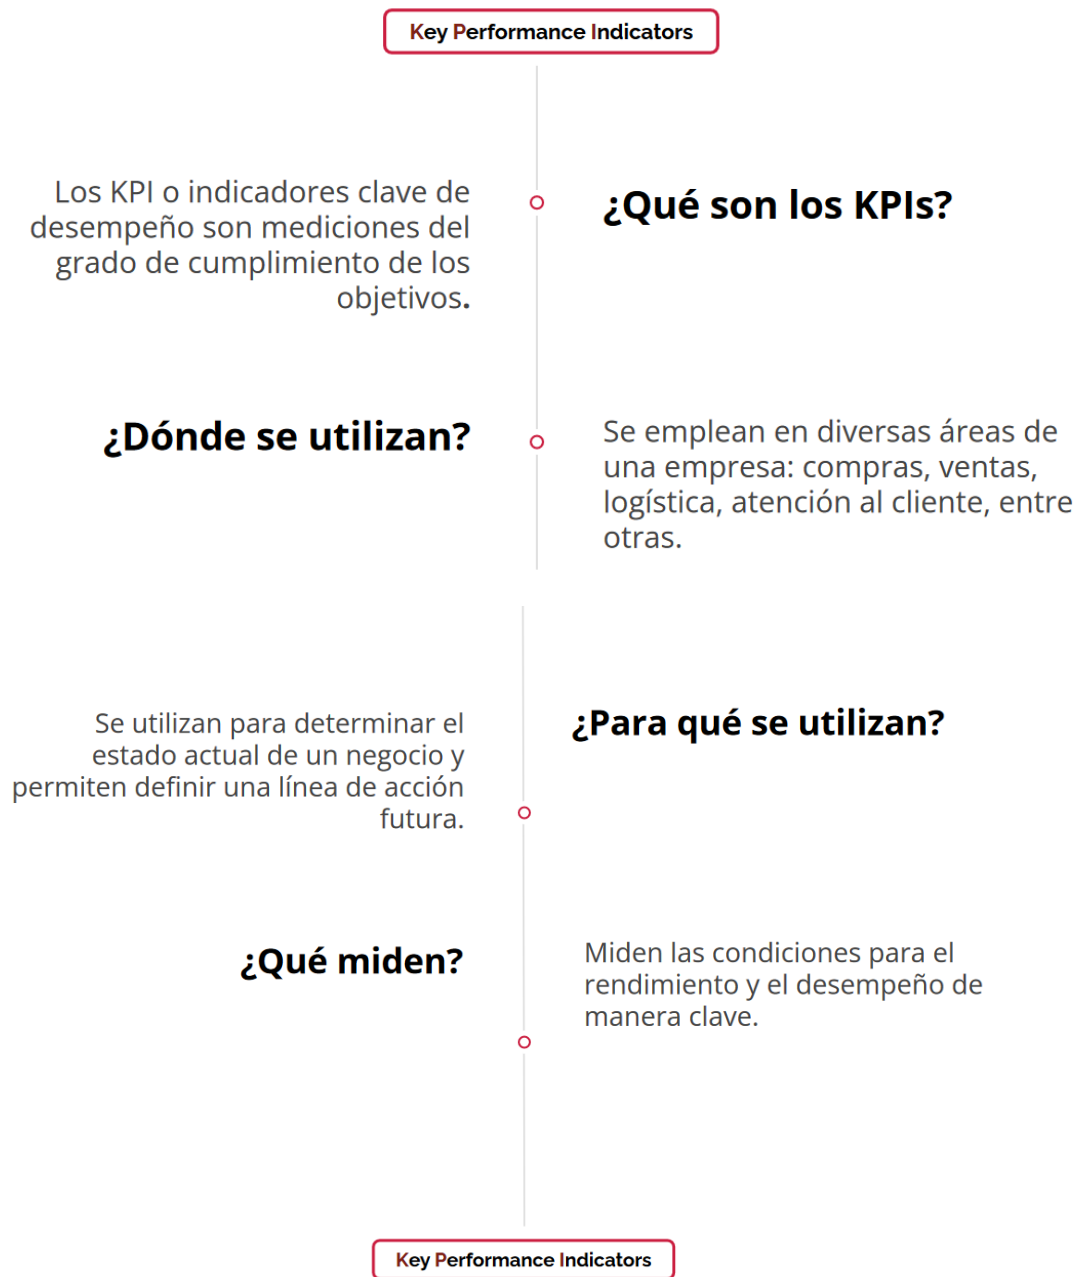 Key Performance Indicators
¿Qué son los KPIs?
Los KPI o indicadores clave de
desempeño son mediciones del
grado de cumplimiento de los
objetivos.
¿Dónde se utilizan?
Se emplean en diversas áreas de
una empresa: compras, ventas,
logística, atención al cliente, entre
otras.
¿Para qué se utilizan?
Se utilizan para determinar el
estado actual de un negocio y
permiten definir una línea de acción
futura.
¿Qué miden?
Miden las condiciones para el
rendimiento y el desempeño de
manera clave.
Key Performance Indicators